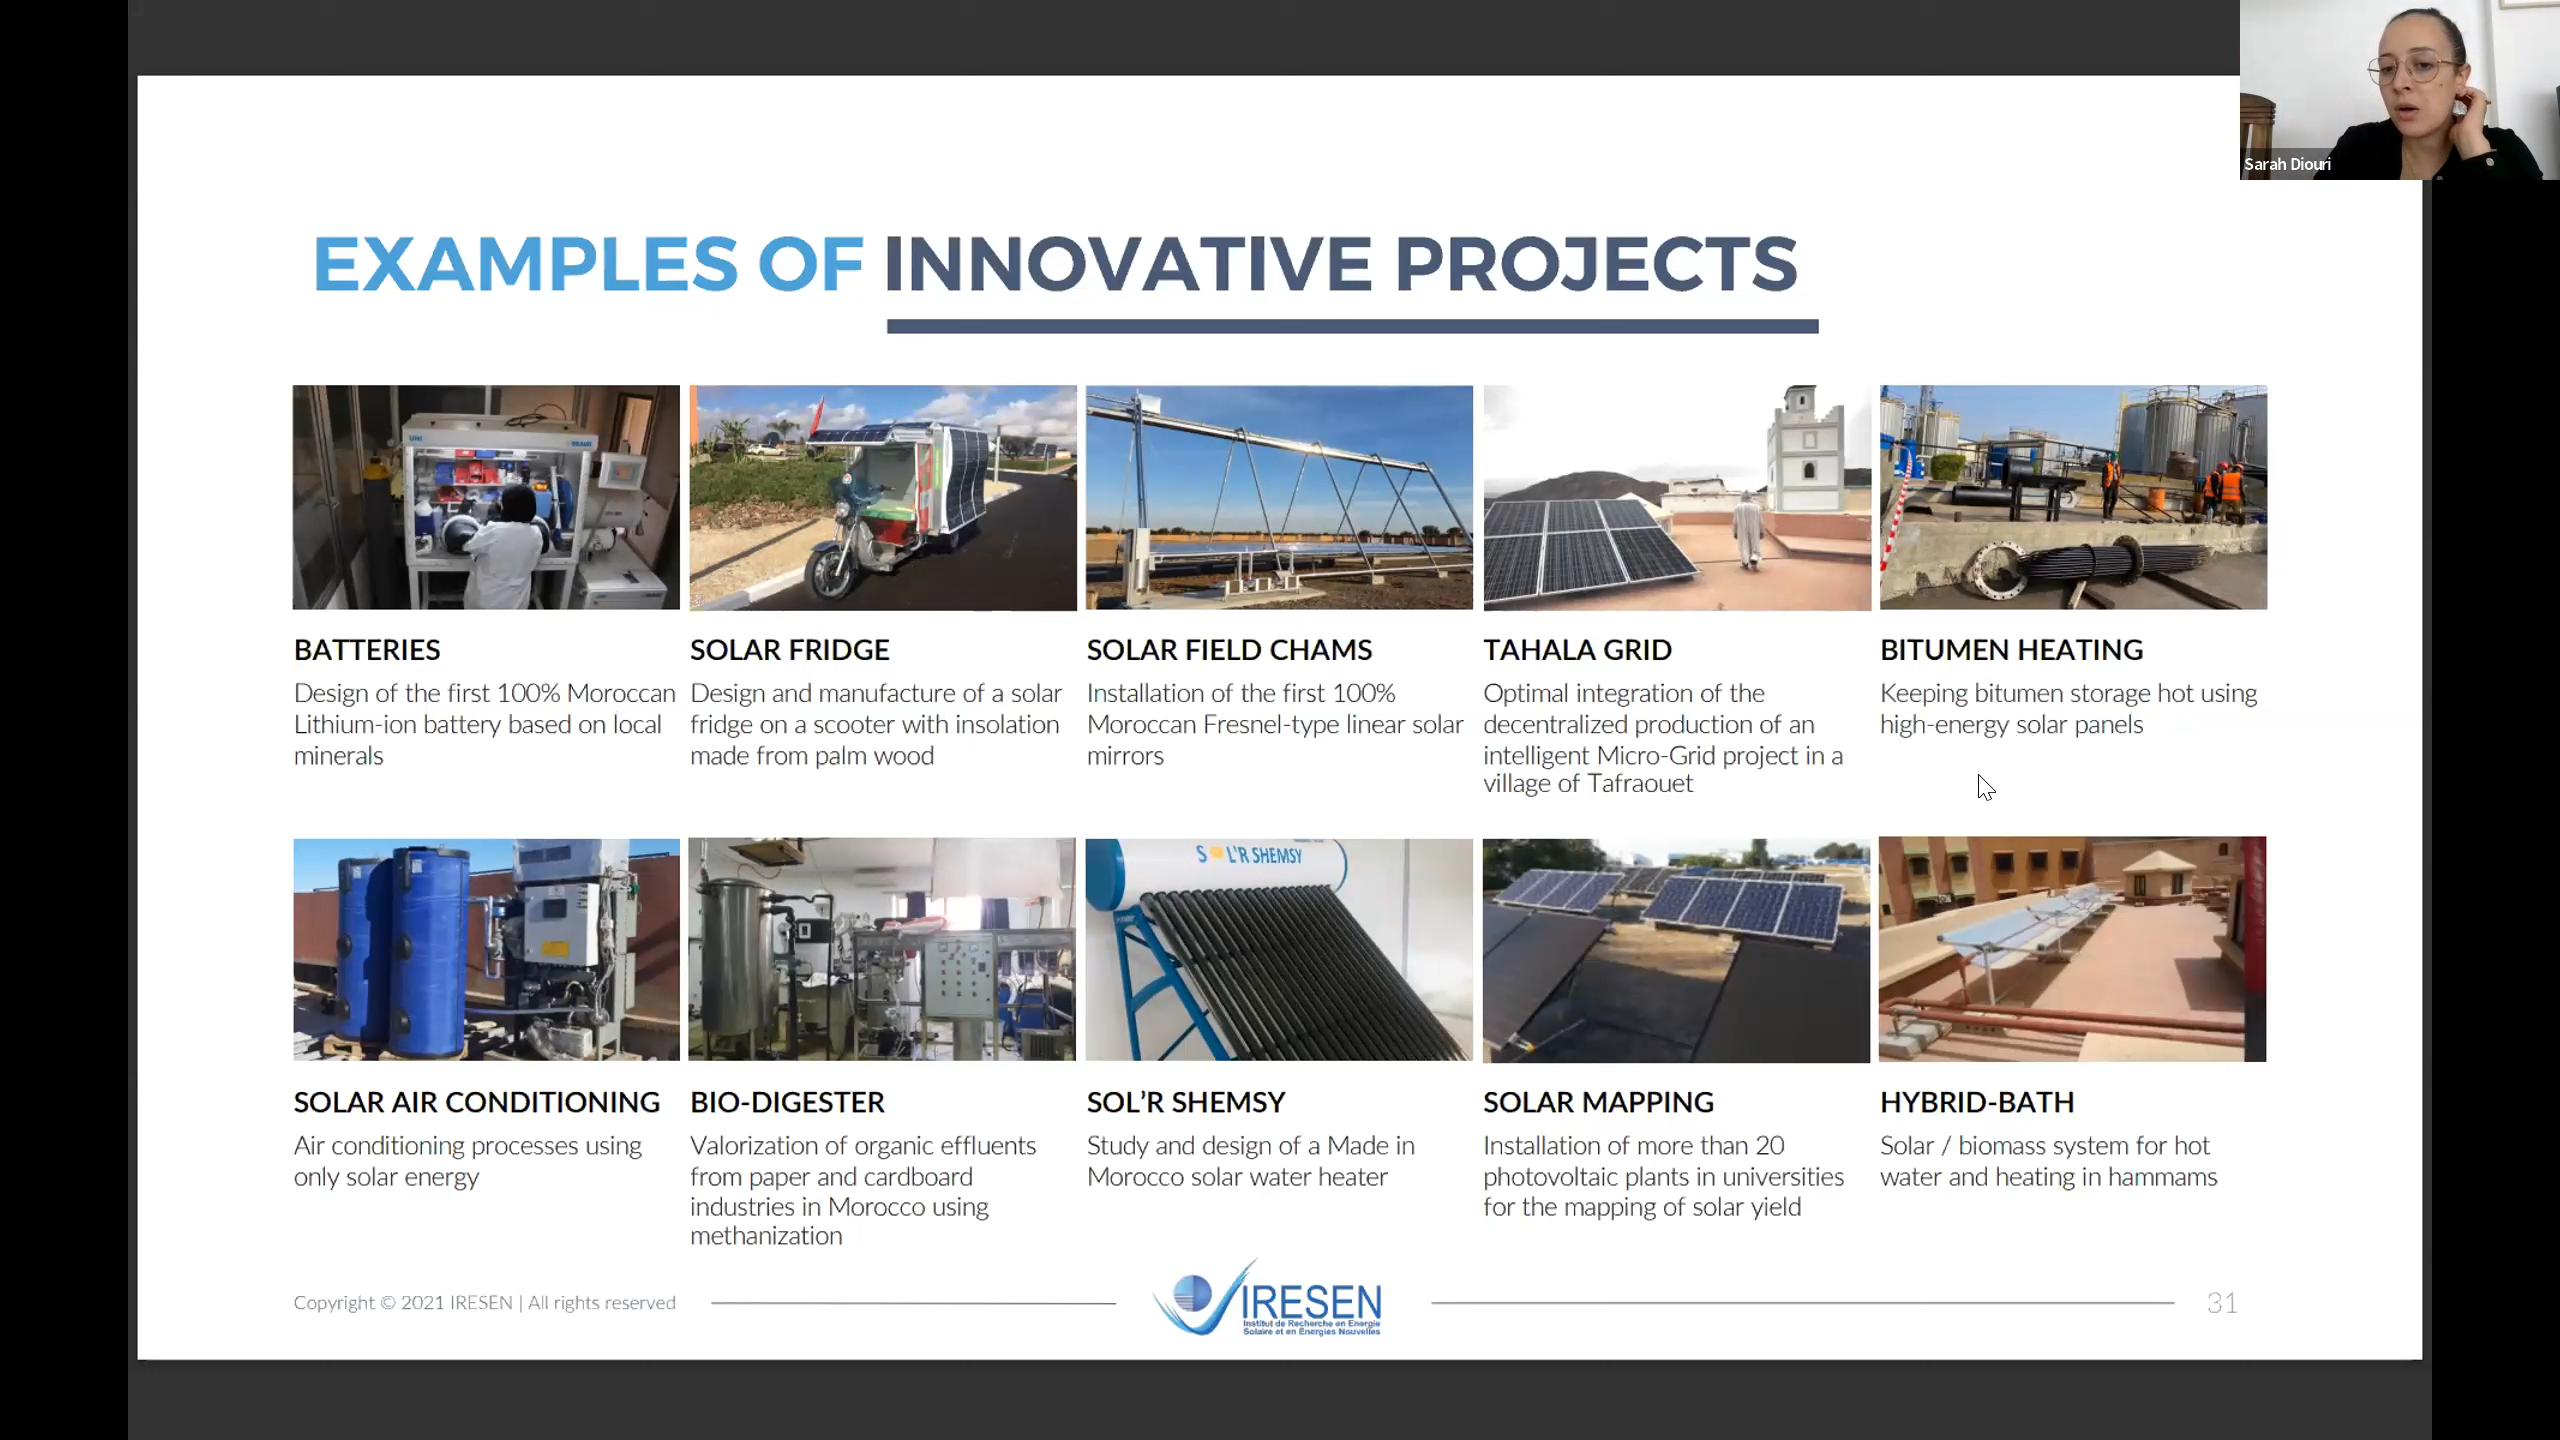 Sarah Diouri
EXAMPLES OF INNOVATIVE PROJECTS
BATTERIES
Design of the first 100% Moroccan
Lithium-ion battery based on local
minerals
SOLAR FRIDGE
Design and manufacture of a solar
fridge on a scooter with insolation
made from palm wood
SOLAR FIELD CHAMS
Installation of the first 100%
Moroccan Fresnel-type linear solar
mirrors
TAHALA GRID
Optimal integration of the
decentralized production of an
intelligent Micro-Grid project in a
village of Tafraouet
BITUMEN HEATING
Keeping bitumen storage hot using
high-energy solar panels
S L'R SHEMSY
SOLAR AIR CONDITIONING
Air conditioning processes using
only solar energy
BIO-DIGESTER
Valorization of organic effluents
from paper and cardboard
industries in Morocco using
methanization
SOL’R SHEMSY
Study and design of a Made in
Morocco solar water heater
SOLAR MAPPING
Installation of more than 20
photovoltaic plants in universities
for the mapping of solar yield
HYBRID-BATH
Solar / biomass system for hot
water and heating in hammams
Copyright © 2021 IRESEN | All rights reserved
IRESEN
Institut de Recherche en Energie
Solaire et en Energies Nouvelles
31